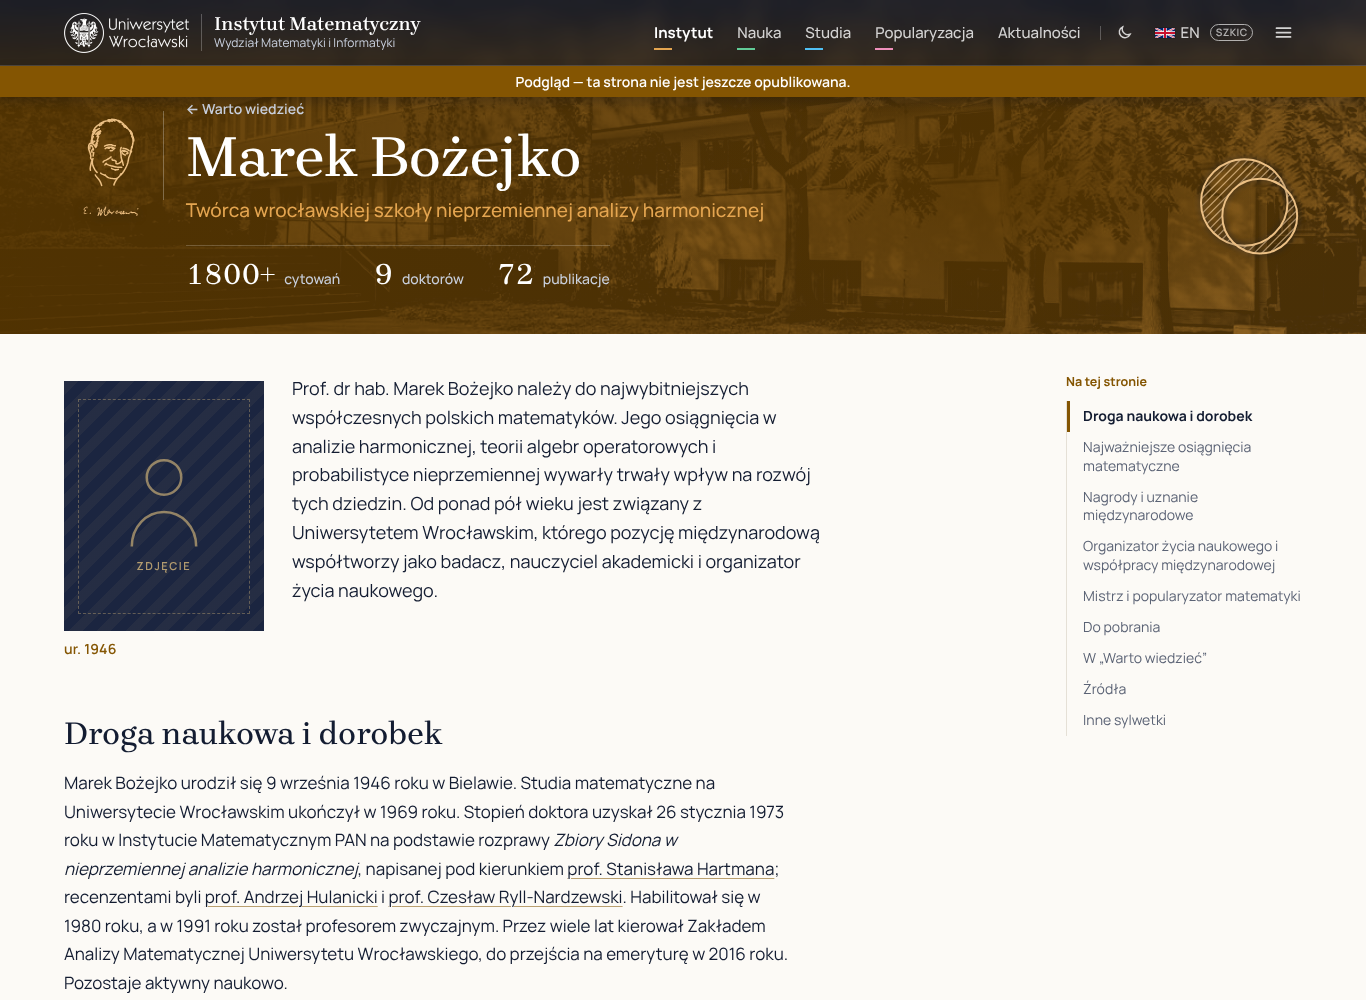 Uniwersytet
Wrocławski
Instytut Matematyczny
Wydział Matematyki i Informatyki
Instytut
Nauka
Studia
Popularyzacja
Aktualności
EN
SZKIC
Podgląd — ta strona nie jest jeszcze opublikowana.
← Warto wiedzieć
Marek Bożejko
Twórca wrocławskiej szkoły nieprzemiennej analizy harmonicznej
1800+ cytowań
9 doktorów
72 publikacje
Prof. dr hab. Marek Bożejko należy do najwybitniejszych
współczesnych polskich matematyków. Jego osiągnięcia w
analizie harmonicznej, teorii algebr operatorowych i
probabilistyce nieprzemiennej wywarły trwały wpływ na rozwój
tych dziedzin. Od ponad pół wieku jest związany z
Uniwersytetem Wrocławskim, którego pozycję międzynarodową
współtworzy jako badacz, nauczyciel akademicki i organizator
życia naukowego.
ZDJĘCIE
ur. 1946
Droga naukowa i dorobek
Marek Bożejko urodził się 9 września 1946 roku w Bielawie. Studia matematyczne na
Uniwersytecie Wrocławskim ukończył w 1969 roku. Stopień doktora uzyskał 26 stycznia 1973
roku w Instytucie Matematycznym PAN na podstawie rozprawy Zbiory Sidona w
nieprzemiennej analizie harmonicznej, napisanej pod kierunkiem prof. Stanisława Hartmana;
recenzentami byli prof. Andrzej Hulanicki i prof. Czesław Ryll-Nardzewski. Habilitował się w
1980 roku, a w 1991 roku został profesorem zwyczajnym. Przez wiele lat kierował Zakładem
Analizy Matematycznej Uniwersytetu Wrocławskiego, do przejścia na emeryturę w 2016 roku.
Pozostaje aktywny naukowo.
Na tej stronie
Droga naukowa i dorobek
Najważniejsze osiągnięcia
matematyczne
Nagrody i uznanie
międzynarodowe
Organizator życia naukowego i
współpracy międzynarodowej
Mistrz i popularyzator matematyki
Do pobrania
W „Warto wiedzieć”
Źródła
Inne sylwetki